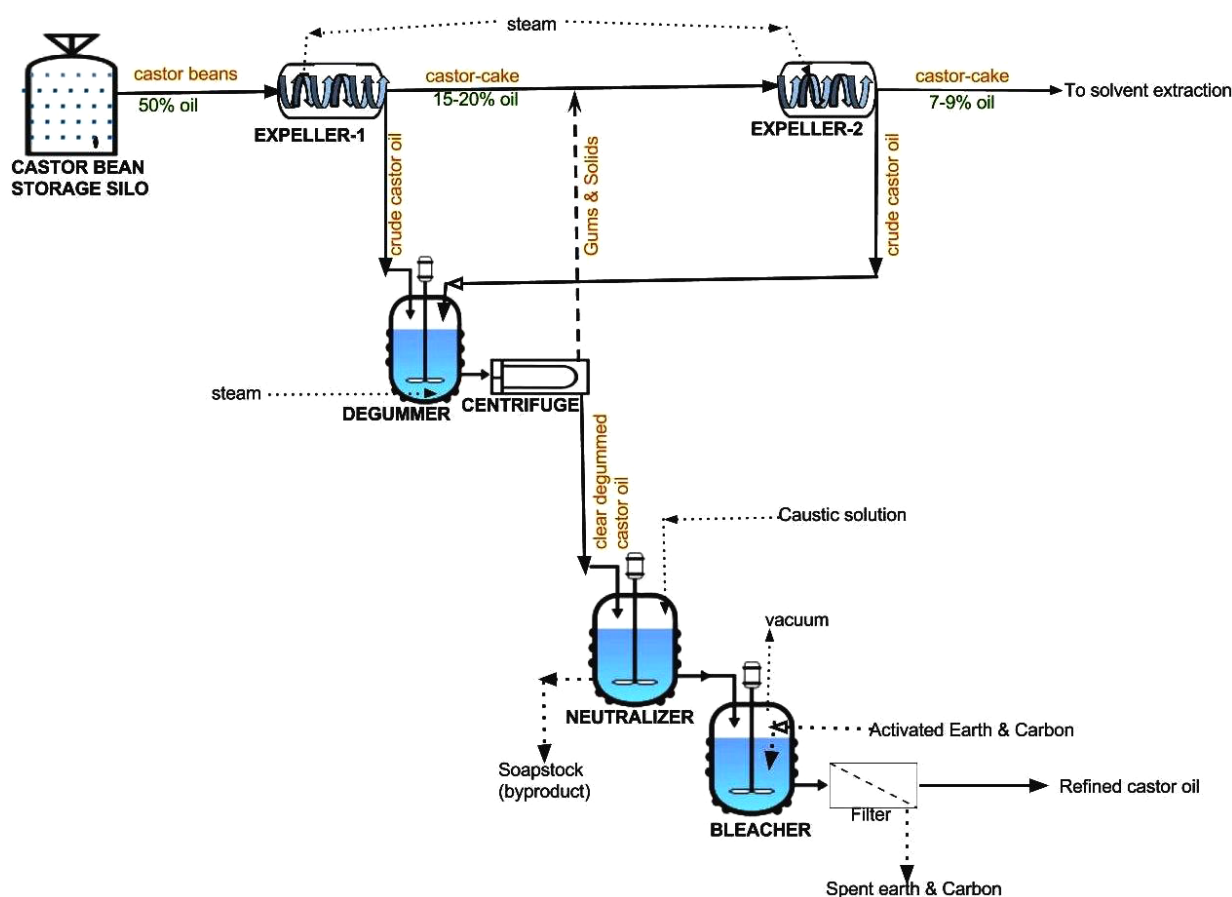 steam
castor beans
50% oil
castor-cake
15-20% oil
castor-cake
7-9% oil
To solvent extraction
EXPELLER-1
EXPELLER-2
CASTOR BEAN
STORAGE SILO
crude castor oil
Gums & Solids
crude castor oil
steam
DEGUMMER
CENTRIFUGE
clear degummed
castor oil
Caustic solution
vacuum
NEUTRALIZER
Activated Earth & Carbon
Soapstock
(byproduct)
Refined castor oil
Filter
BLEACHER
Spent earth & Carbon